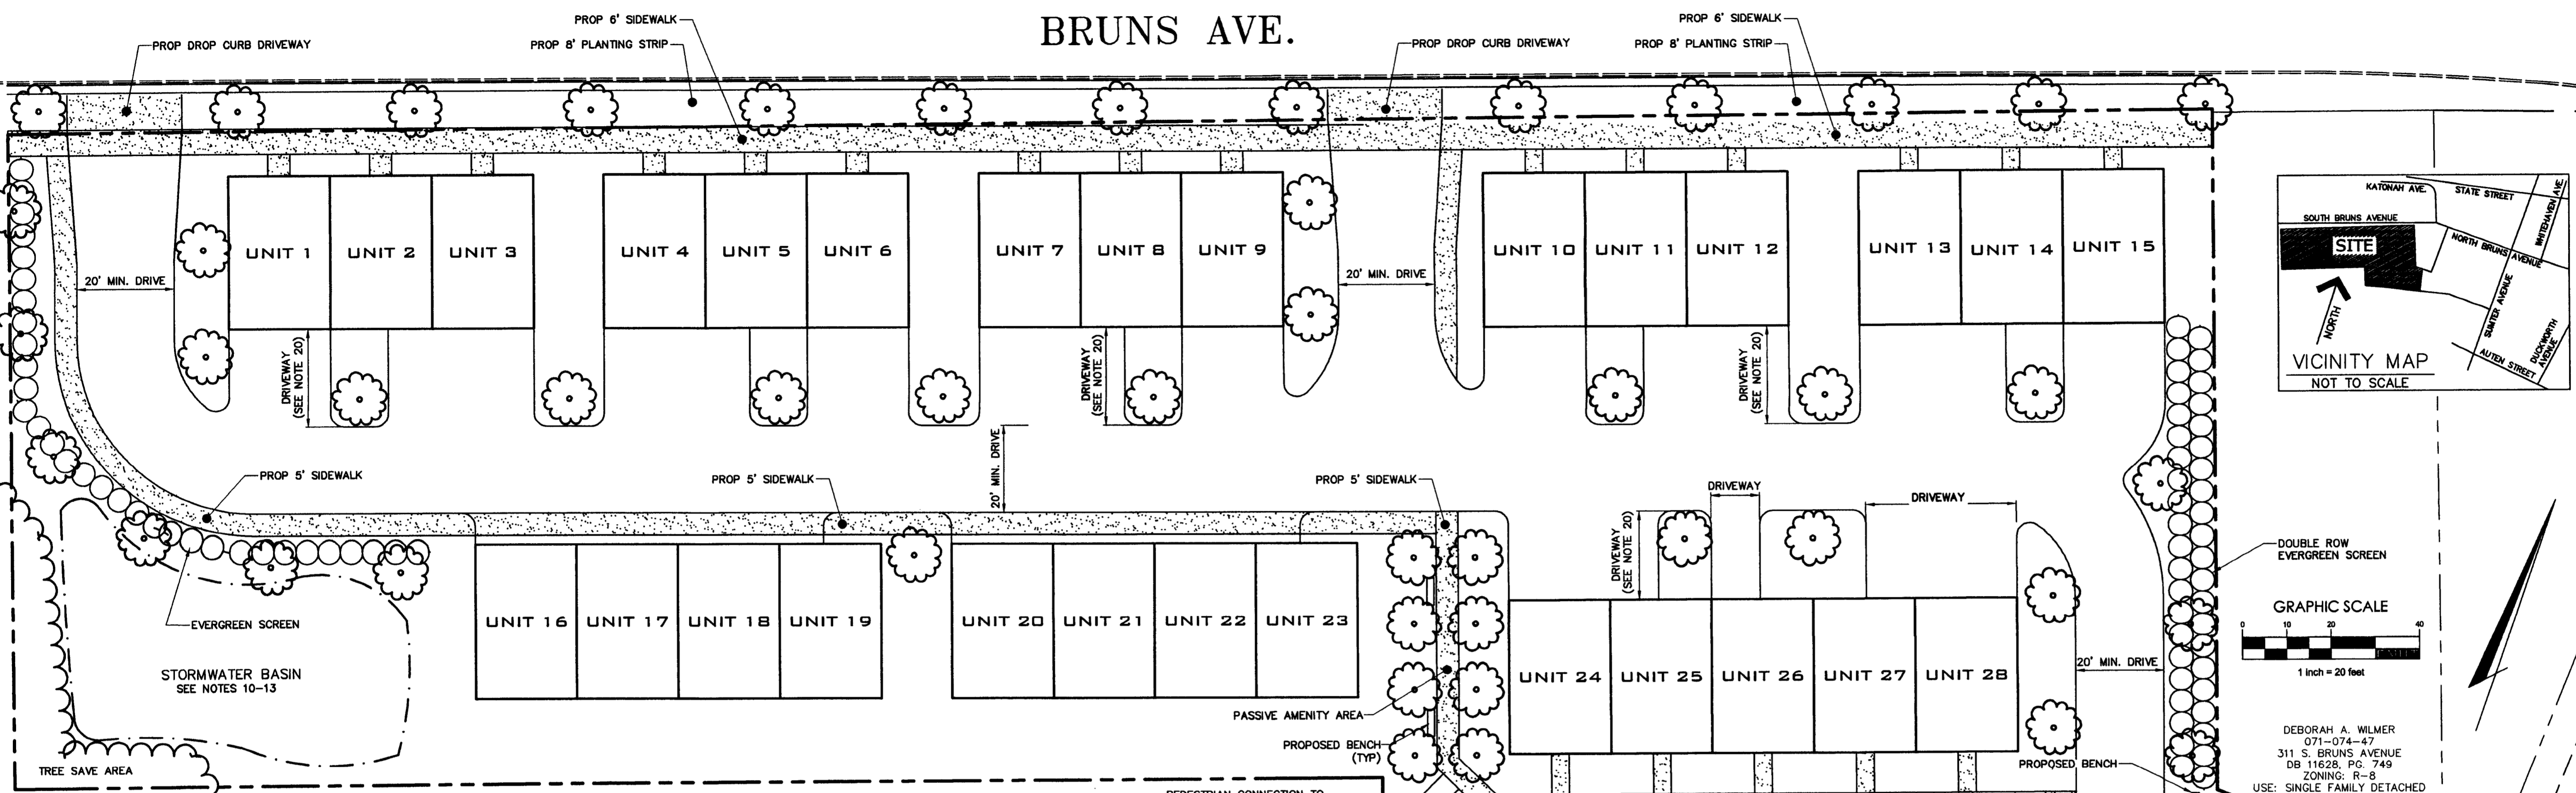 BRUNS AVE.
PROP 6' SIDEWALK
PROP 8' PLANTING STRIP
PROP DROP CURB DRIVEWAY
PROP DROP CURB DRIVEWAY
PROP 6' SIDEWALK
PROP 8' PLANTING STRIP
UNIT 1
UNIT 2
UNIT 3
UNIT 4
UNIT 5
UNIT 6
UNIT 7
UNIT 8
UNIT 9
UNIT 10
UNIT 11
UNIT 12
UNIT 13
UNIT 14
UNIT 15
20' MIN. DRIVE
20' MIN. DRIVE
DRIVEWAY
(SEE NOTE 20)
DRIVEWAY
(SEE NOTE 20)
DRIVEWAY
(SEE NOTE 20)
20' MIN. DRIVE
KATONAH AVE.
STATE STREET
WHITEHAVEN AVE.
SOUTH BRUNS AVENUE
SITE
NORTH BRUNS AVENUE
SUMTER AVENUE
DUCKWORTH
AVENUE
AUTEN STREET
NORTH
VICINITY MAP
NOT TO SCALE
PROP 5' SIDEWALK
PROP 5' SIDEWALK
PROP 5' SIDEWALK
DRIVEWAY
DRIVEWAY
DRIVEWAY
(SEE NOTE 20)
DOUBLE ROW
EVERGREEN SCREEN
EVERGREEN SCREEN
UNIT 16
UNIT 17
UNIT 18
UNIT 19
UNIT 20
UNIT 21
UNIT 22
UNIT 23
UNIT 24
UNIT 25
UNIT 26
UNIT 27
UNIT 28
20' MIN. DRIVE
GRAPHIC SCALE
0 10 20 40
1 inch = 20 feet
STORMWATER BASIN
SEE NOTES 10-13
PASSIVE AMENITY AREA
PROPOSED BENCH
(TYP)
TREE SAVE AREA
PROPOSED BENCH
DEBORAH A. WILMER
071-074-47
311 S. BRUNS AVENUE
DB 11628, PG. 749
ZONING: R-8
USE: SINGLE FAMILY DETACHED
PEDESTRIAN CONNECTION TO